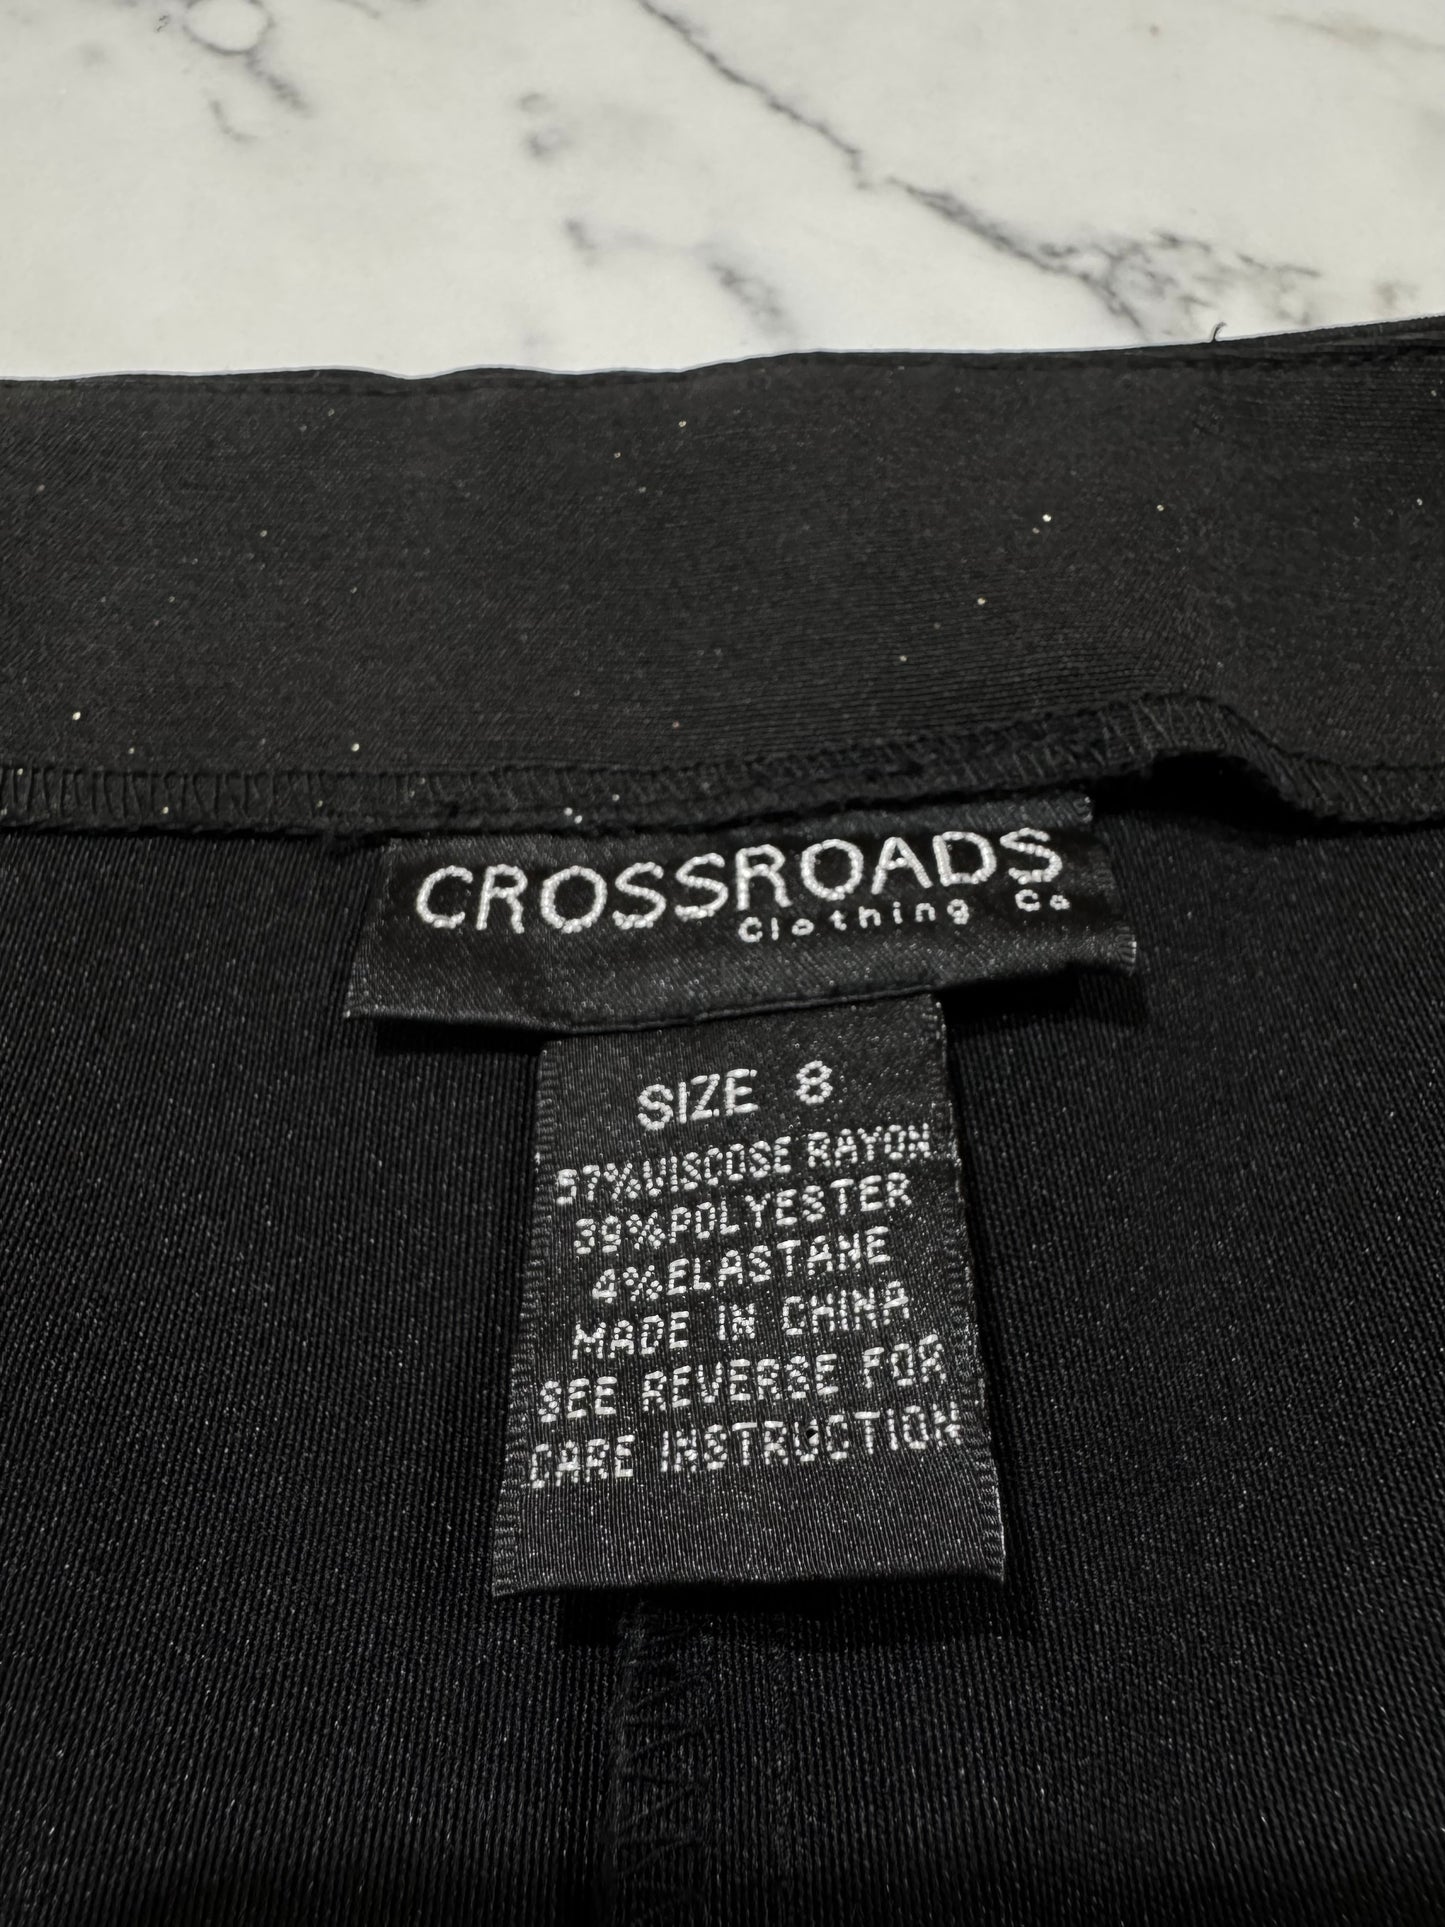 CROSSROADS
Clothing Co
SIZE 8
57%VISCOSE RAYON
39%POLYESTER
4%ELASTANE
MADE IN CHINA
SEE REVERSE FOR
CARE INSTRUCTION